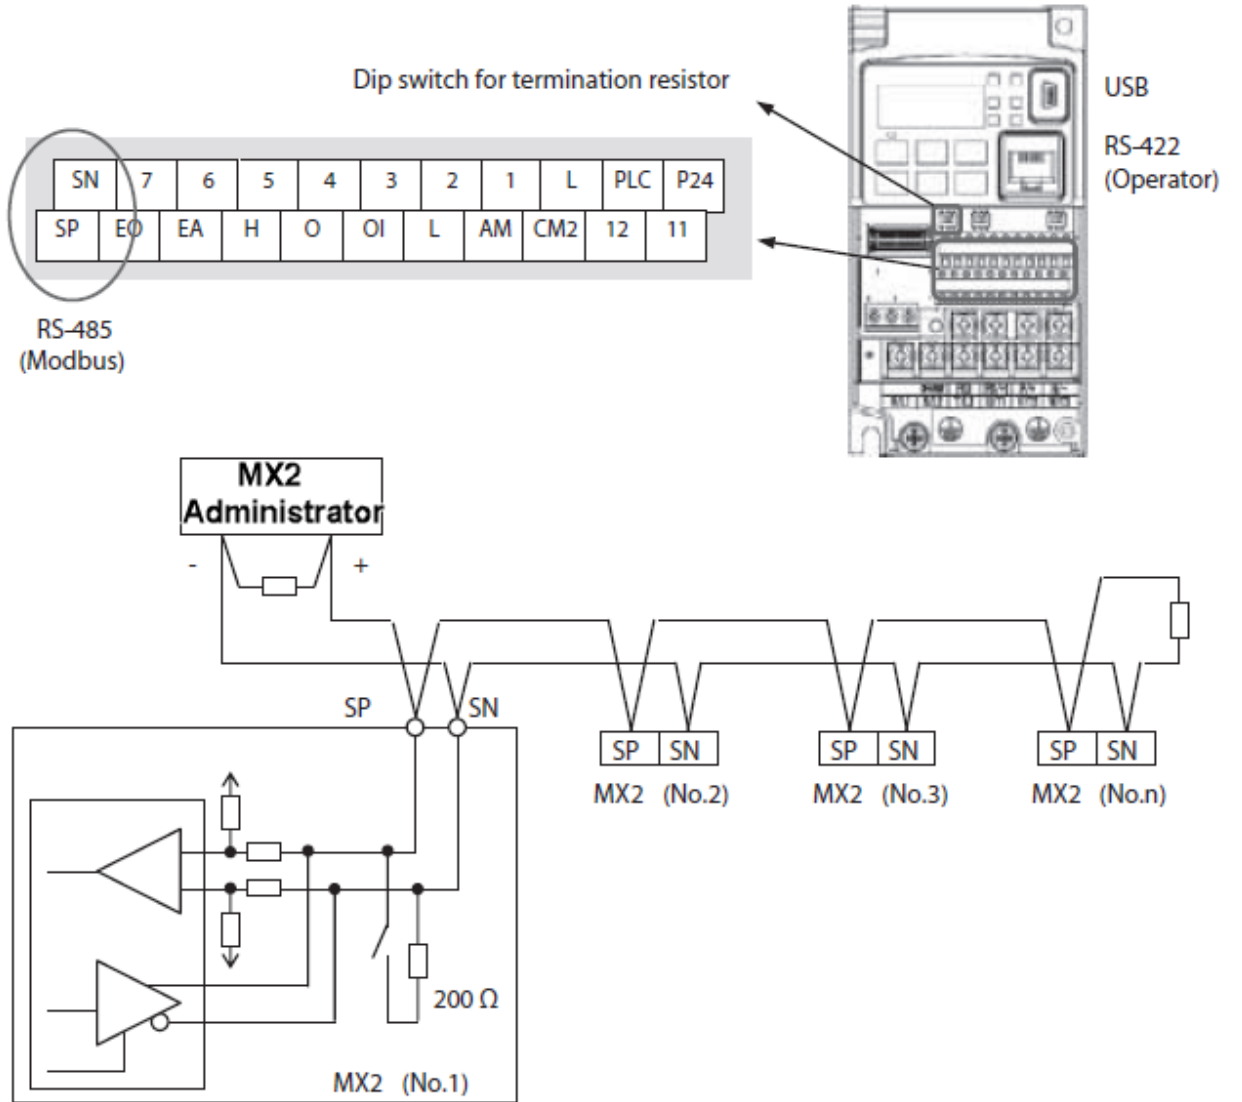 Dip switch for termination resistor
USB
RS-422
(Operator)
SN 7 6 5 4 3 2 1 L PLC P24
SP EO EA H O OI L AM CM2 12 11
RS-485
(Modbus)
MX2
Administrator
- +
SP SN
SP SN
SP SN
SP SN
MX2 (No.2)
MX2 (No.3)
MX2 (No.n)
200 Ω
MX2 (No.1)